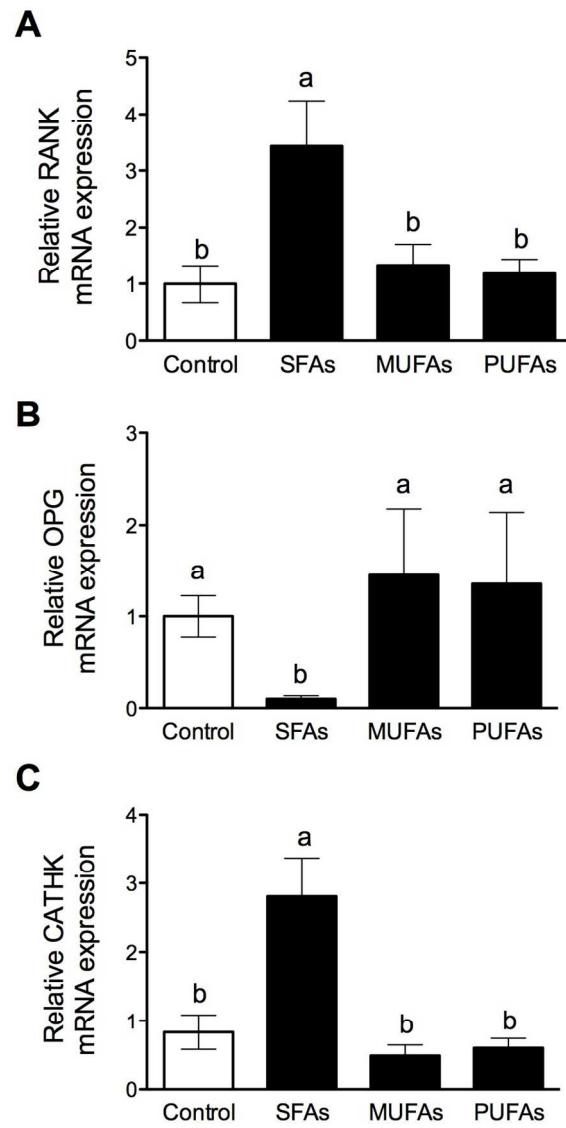 A
Relative RANK
mRNA expression
5
4
3
2
1
0
b
a
b
b
Control SFAs MUFAs PUFAs
B
Relative OPG
mRNA expression
3
2
1
0
a
b
a
a
Control SFAs MUFAs PUFAs
C
Relative CATHK
mRNA expression
4
3
2
1
0
b
a
b
b
Control SFAs MUFAs PUFAs